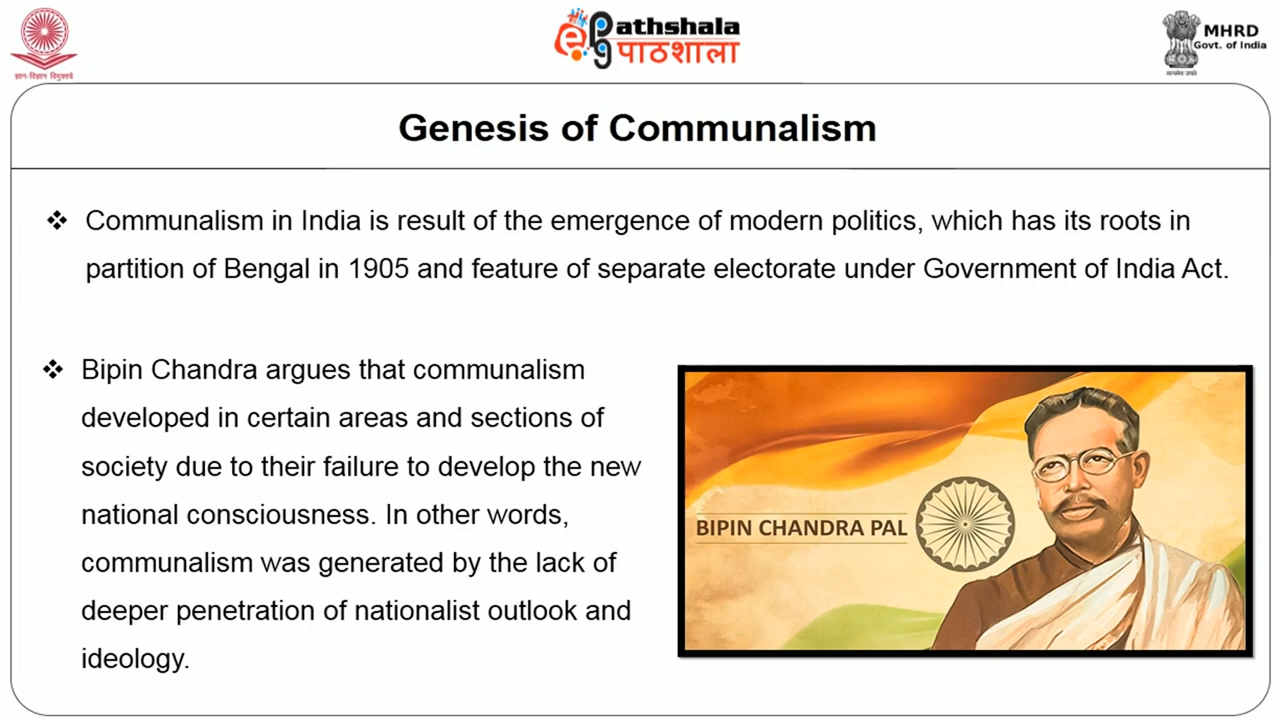 ज्ञान-विज्ञान विमुक्तये
ePathshala
पाठशाला
MHRD
Govt. of India
सत्यमेव जयते
Genesis of Communalism
❖ Communalism in India is result of the emergence of modern politics, which has its roots in
partition of Bengal in 1905 and feature of separate electorate under Government of India Act.
❖ Bipin Chandra argues that communalism
developed in certain areas and sections of
society due to their failure to develop the new
national consciousness. In other words,
communalism was generated by the lack of
deeper penetration of nationalist outlook and
ideology.
BIPIN CHANDRA PAL